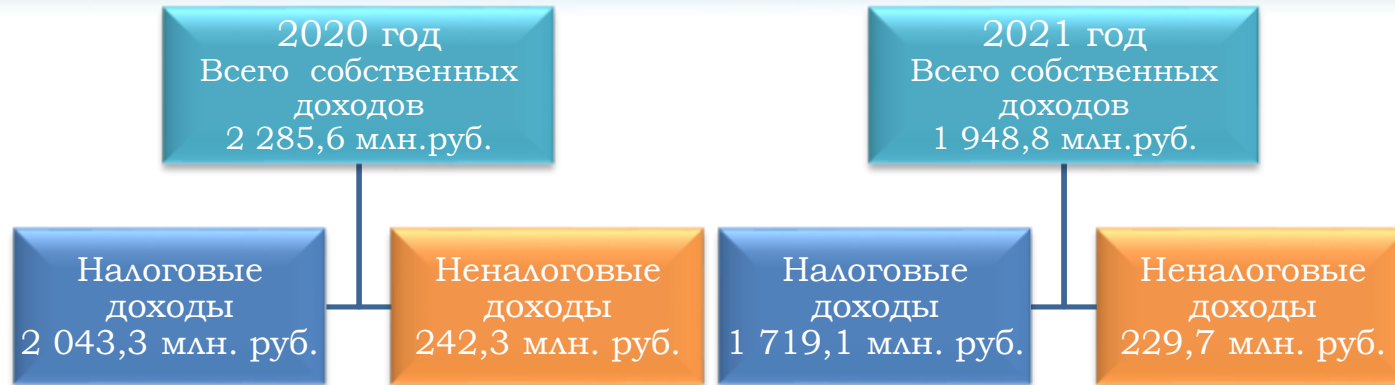 2020 год
Всего собственных
доходов
2 285,6 млн.руб.
Налоговые
доходы
2 043,3 млн. руб.
Неналоговые
доходы
242,3 млн. руб.
2021 год
Всего собственных
доходов
1 948,8 млн.руб.
Налоговые
доходы
1 719,1 млн. руб.
Неналоговые
доходы
229,7 млн. руб.